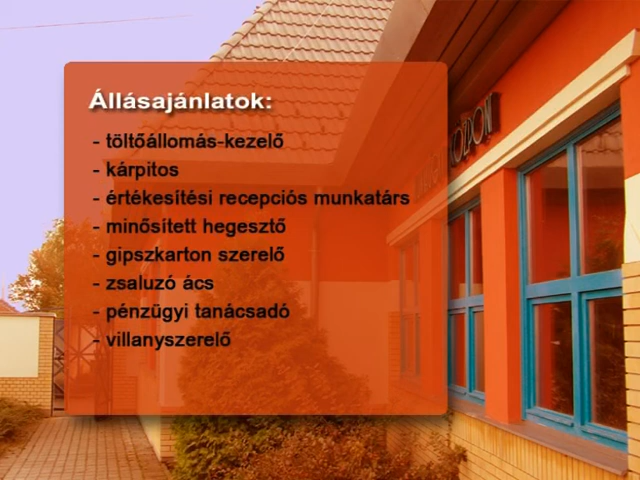 Állásajánlatok:
- töltőállomás-kezelő
- kárpitos
- értékesítési recepciós munkatárs
- minősített hegesztő
- gipszkarton szerelő
- zsaluzó ács
- pénzügyi tanácsadó
- villanyszerelő